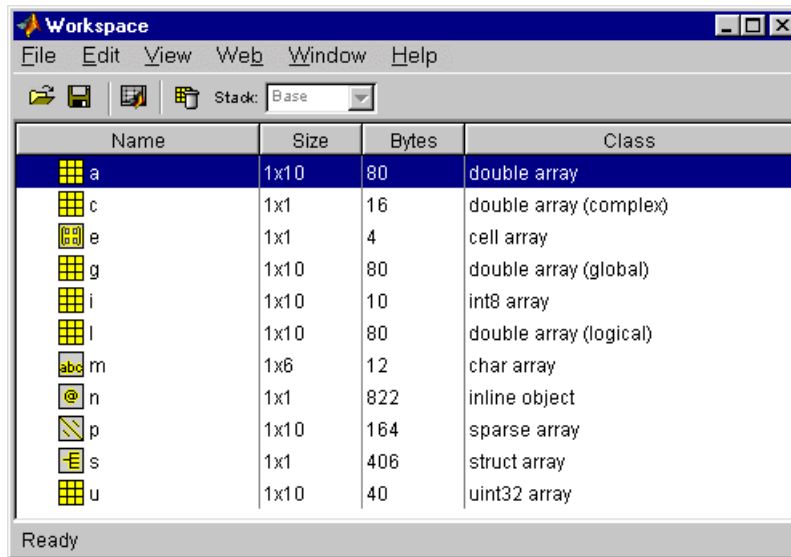 Workspace
File Edit View Web Window Help
Stack: Base
Name Size Bytes Class
a 1x10 80 double array
c 1x1 16 double array (complex)
e 1x1 4 cell array
g 1x10 80 double array (global)
i 1x10 10 int8 array
l 1x10 80 double array (logical)
abc m 1x6 12 char array
@ n 1x1 822 inline object
p 1x10 164 sparse array
s 1x1 406 struct array
u 1x10 40 uint32 array
Ready